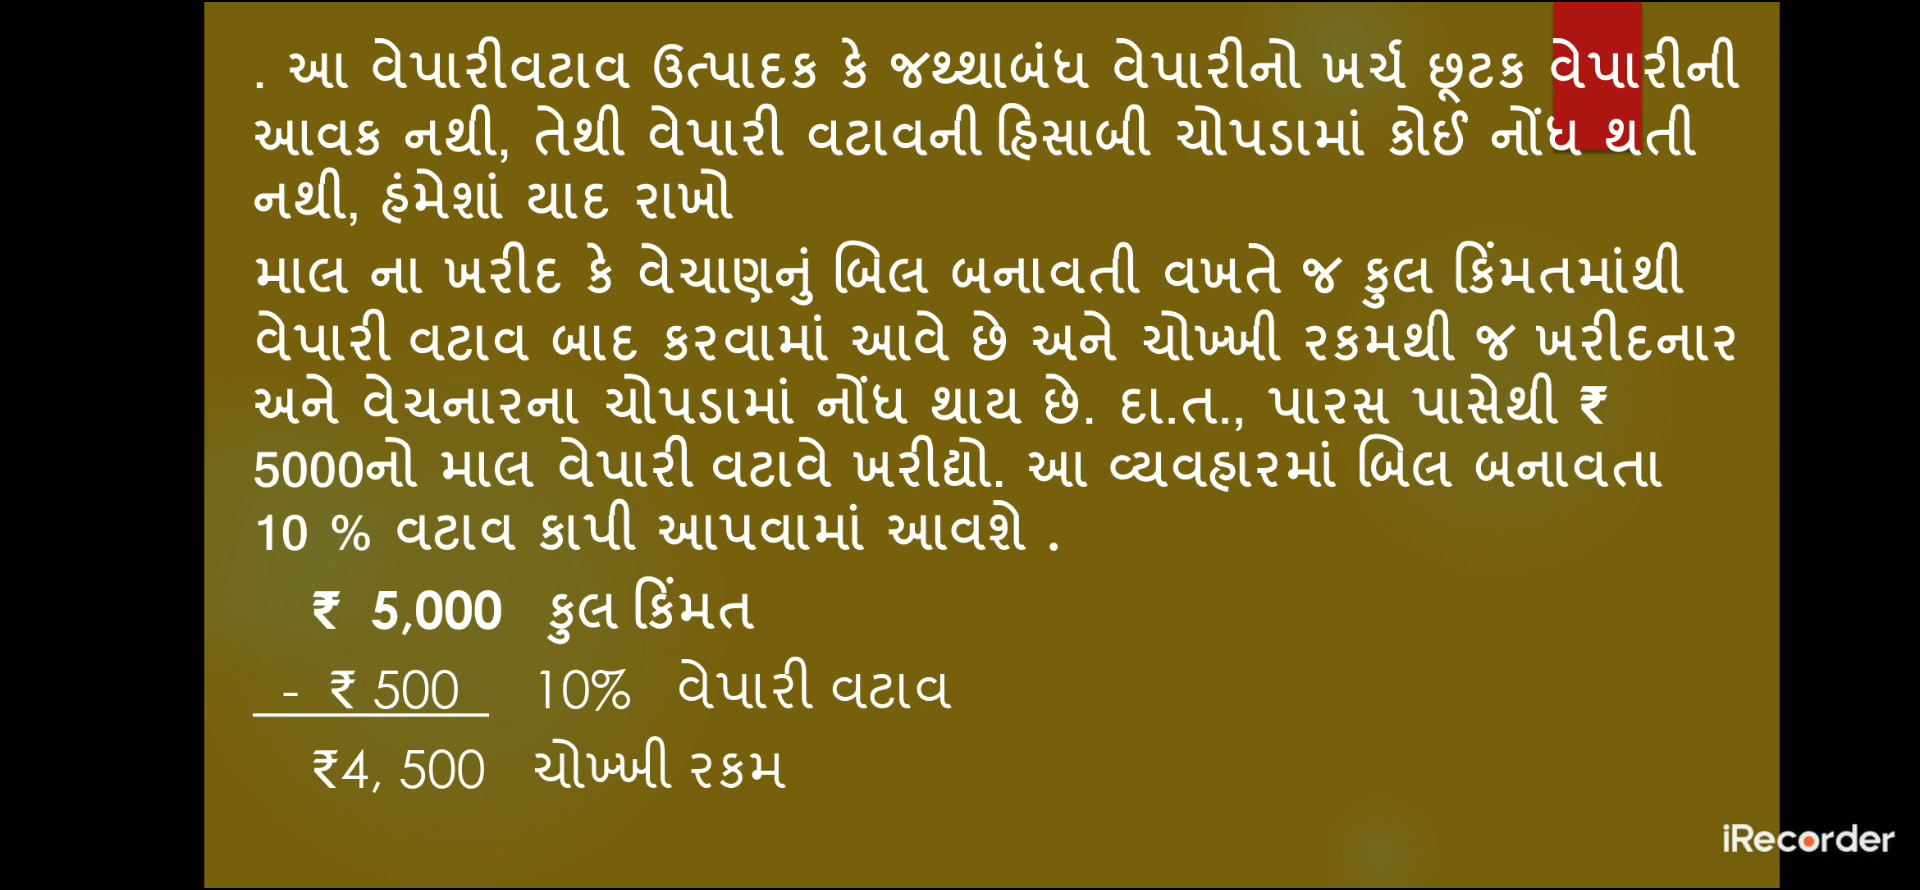 . આ વેપારીવટાવ ઉત્પાદક કે જથ્થાબંધ વેપારીનો ખર્ચ છૂટક વેપારીની
આવક નથી, તેથી વેપારી વટાવની હિસાબી ચોપડામાં કોઈ નોંધ થતી
નથી, હંમેશાં યાદ રાખો
માલ ના ખરીદ કે વેચાણનું બિલ બનાવતી વખતે જ કુલ કિંમતમાંથી
વેપારી વટાવ બાદ કરવામાં આવે છે અને ચોખ્ખી રકમથી જ ખરીદનાર
અને વેચનારના ચોપડામાં નોંધ થાય છે. દા.ત., પારસ પાસેથી ₹
5000નો માલ વેપારી વટાવે ખરીદ્યો. આ વ્યવહારમાં બિલ બનાવતા
10 % વટાવ કાપી આપવામાં આવશે .
₹ 5,000 કુલ કિંમત
- ₹ 500 10% વેપારી વટાવ
₹4, 500 ચોખ્ખી રકમ
iRecorder